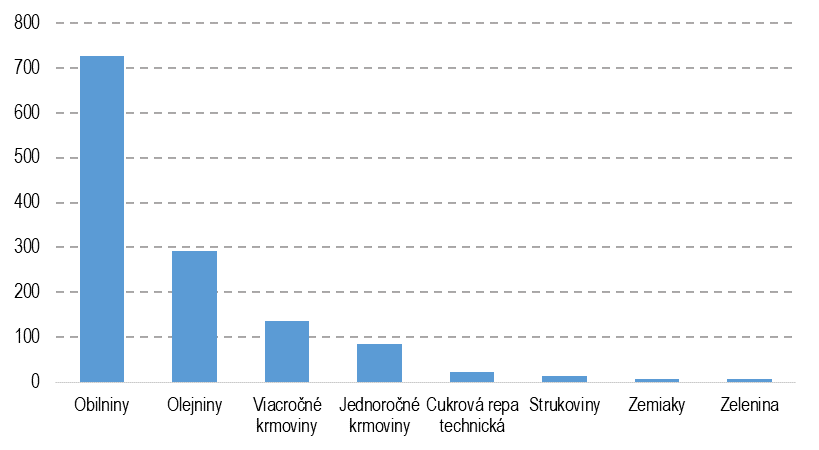 800
700
600
500
400
300
200
100
0
Obilniny
Olejniny
Viacročné
krmoviny
Jednoročné
krmoviny
Cukrová repa
technická
Strukoviny
Zemiaky
Zelenina